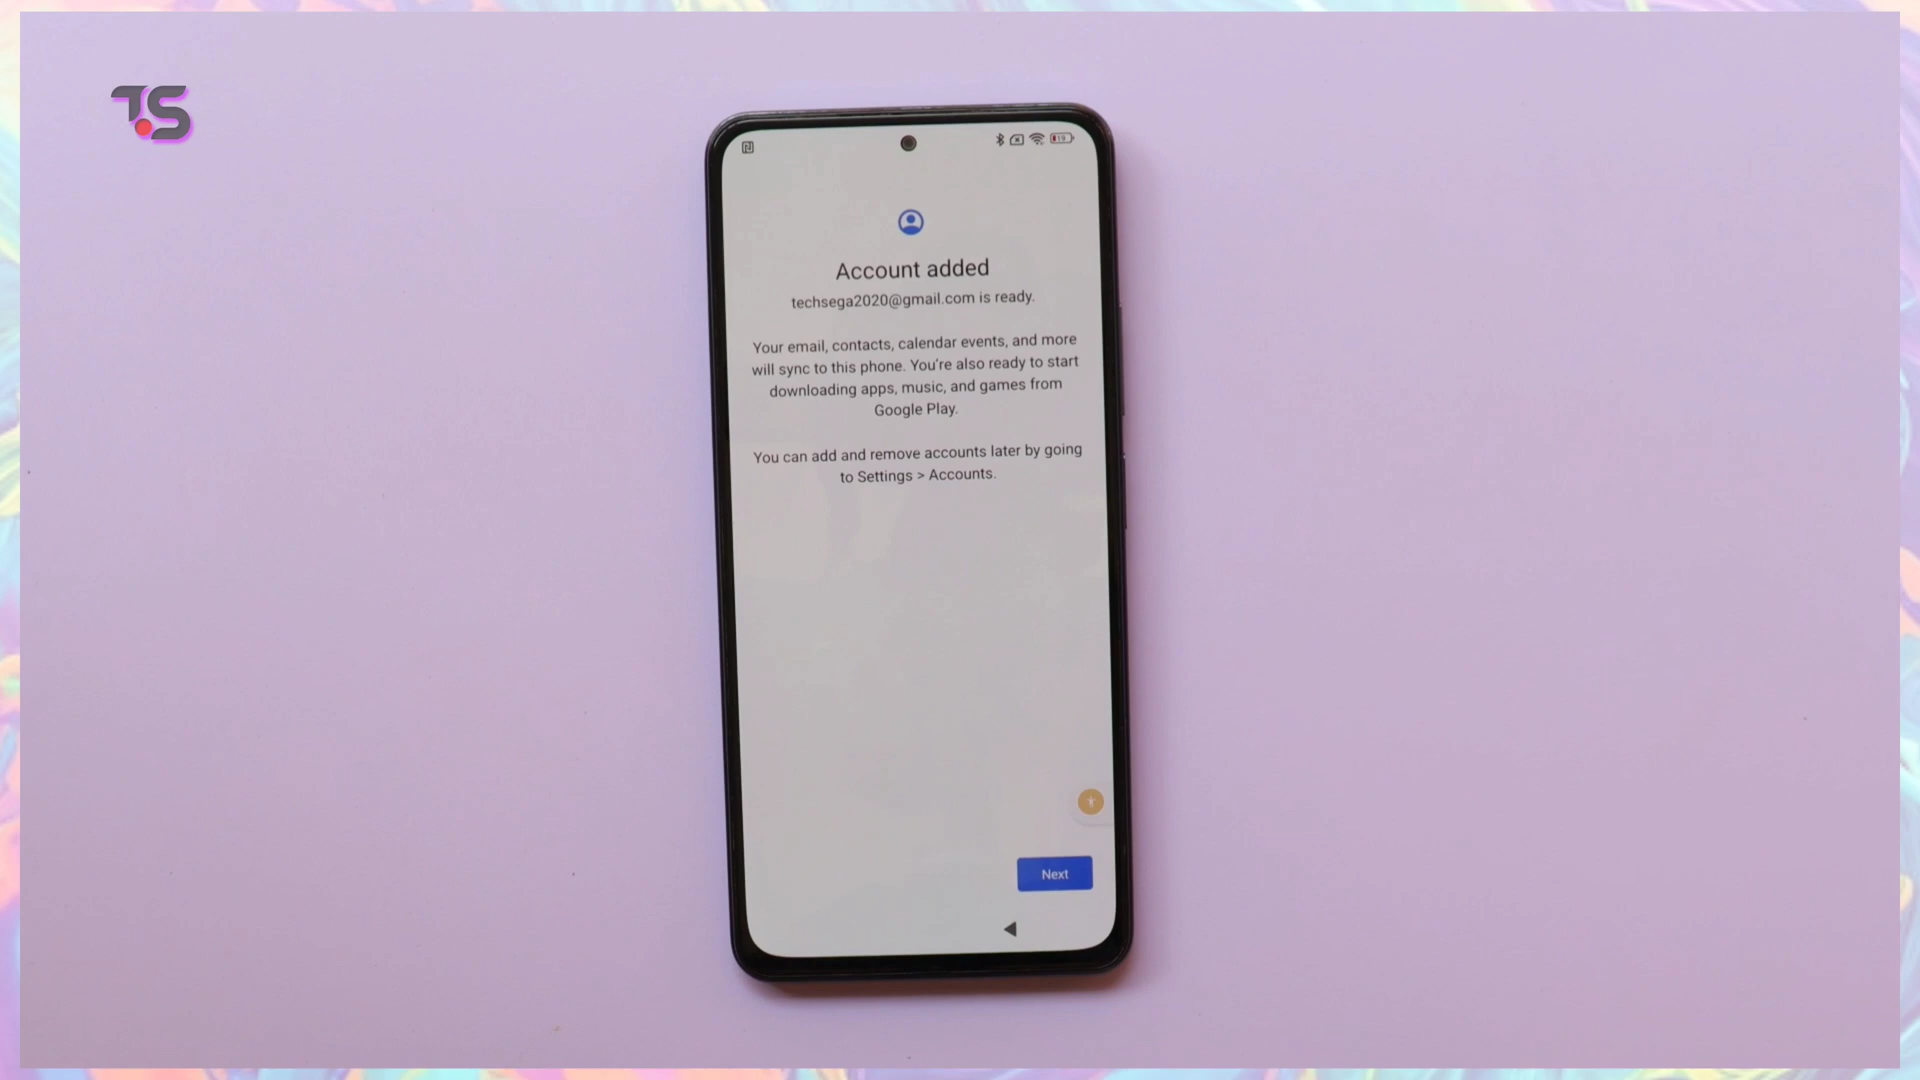 T.S
19
Account added
techsega2020@gmail.com is ready.
Your email, contacts, calendar events, and more
will sync to this phone. You're also ready to start
downloading apps, music, and games from
Google Play.
You can add and remove accounts later by going
to Settings > Accounts.
Next